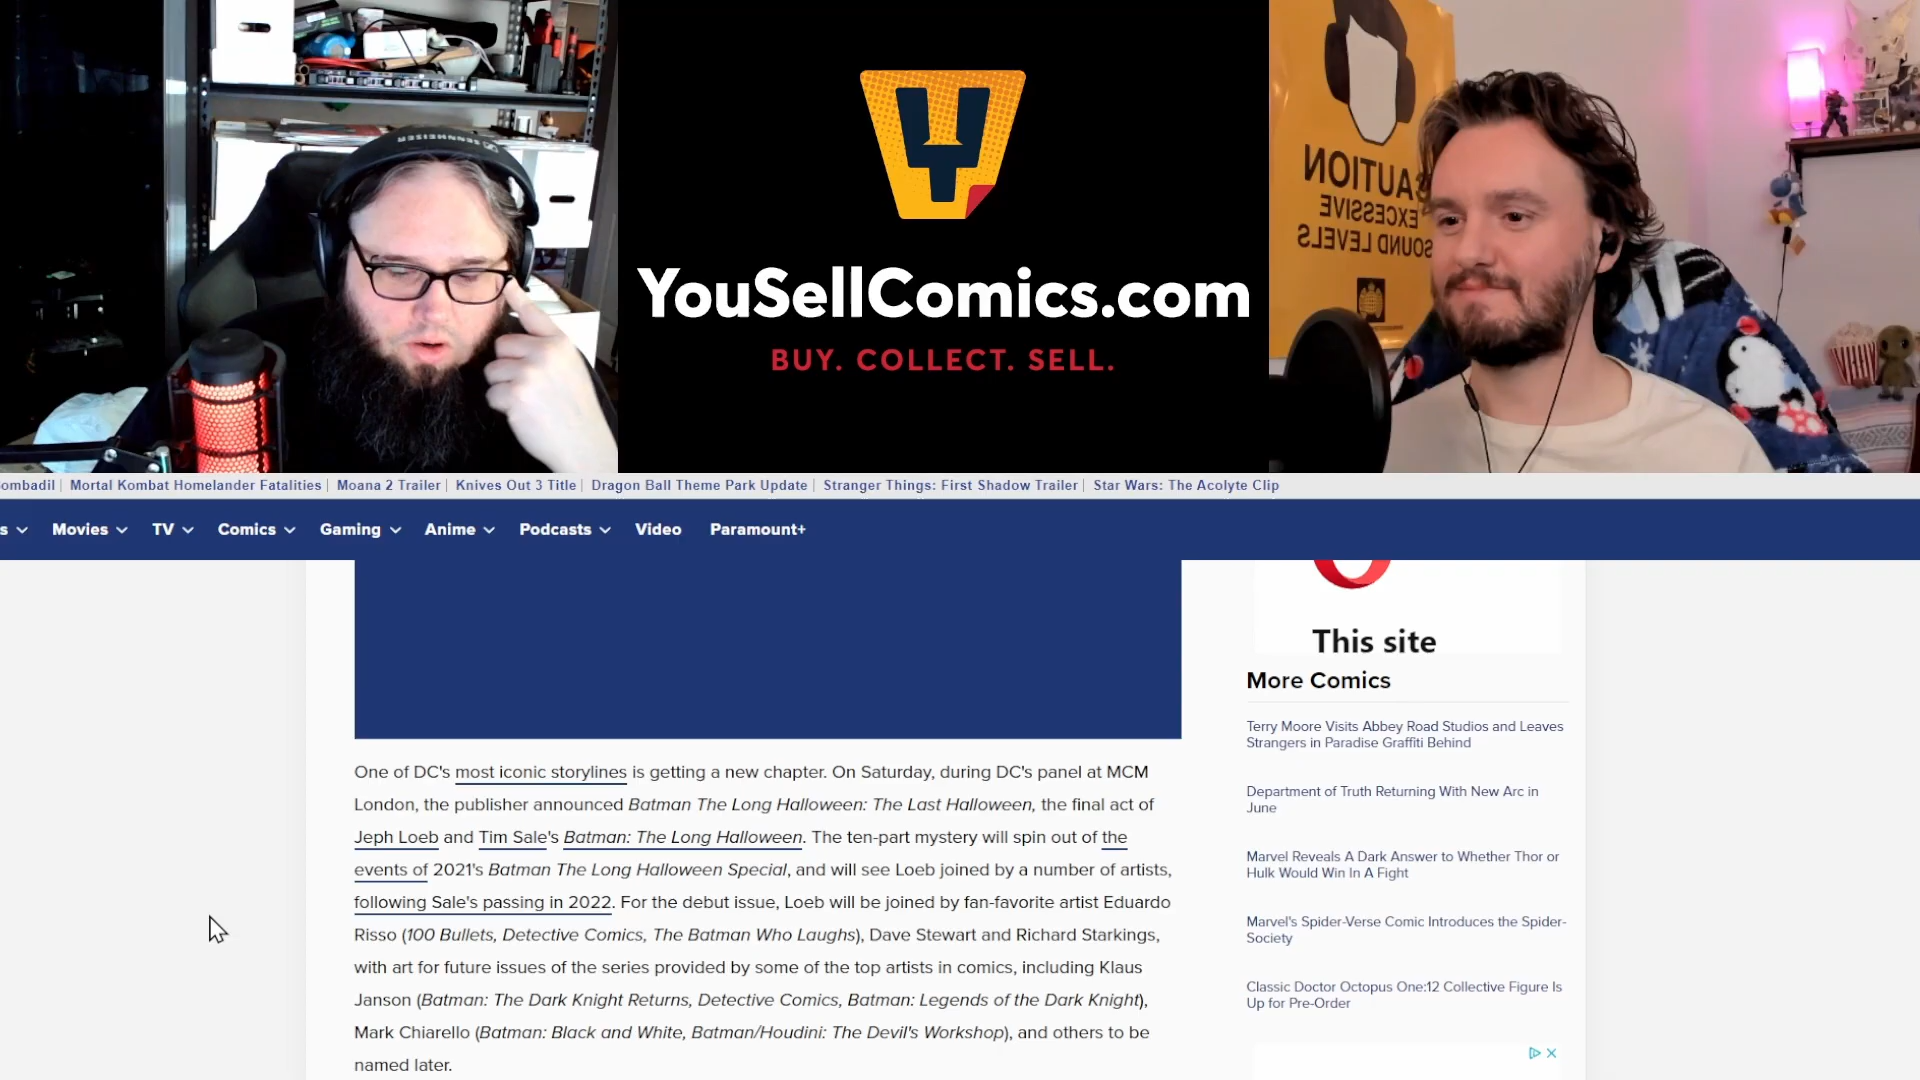 SENNHEISER
CAUTION
EXCESSIVE
SOUND LEVELS
YouSellComics.com
BUY. COLLECT. SELL.
ombadil | Mortal Kombat Homelander Fatalities | Moana 2 Trailer | Knives Out 3 Title | Dragon Ball Theme Park Update | Stranger Things: First Shadow Trailer | Star Wars: The Acolyte Clip
s Movies TV Comics Gaming Anime Podcasts Video Paramount+
One of DC's most iconic storylines is getting a new chapter. On Saturday, during DC's panel at MCM
London, the publisher announced Batman The Long Halloween: The Last Halloween, the final act of
Jeph Loeb and Tim Sale's Batman: The Long Halloween. The ten-part mystery will spin out of the
events of 2021's Batman The Long Halloween Special, and will see Loeb joined by a number of artists,
following Sale's passing in 2022. For the debut issue, Loeb will be joined by fan-favorite artist Eduardo
Risso (100 Bullets, Detective Comics, The Batman Who Laughs), Dave Stewart and Richard Starkings,
with art for future issues of the series provided by some of the top artists in comics, including Klaus
Janson (Batman: The Dark Knight Returns, Detective Comics, Batman: Legends of the Dark Knight),
Mark Chiarello (Batman: Black and White, Batman/Houdini: The Devil's Workshop), and others to be
named later.
This site
More Comics
Terry Moore Visits Abbey Road Studios and Leaves
Strangers in Paradise Graffiti Behind
Department of Truth Returning With New Arc in
June
Marvel Reveals A Dark Answer to Whether Thor or
Hulk Would Win In A Fight
Marvel's Spider-Verse Comic Introduces the Spider-
Society
Classic Doctor Octopus One:12 Collective Figure Is
Up for Pre-Order